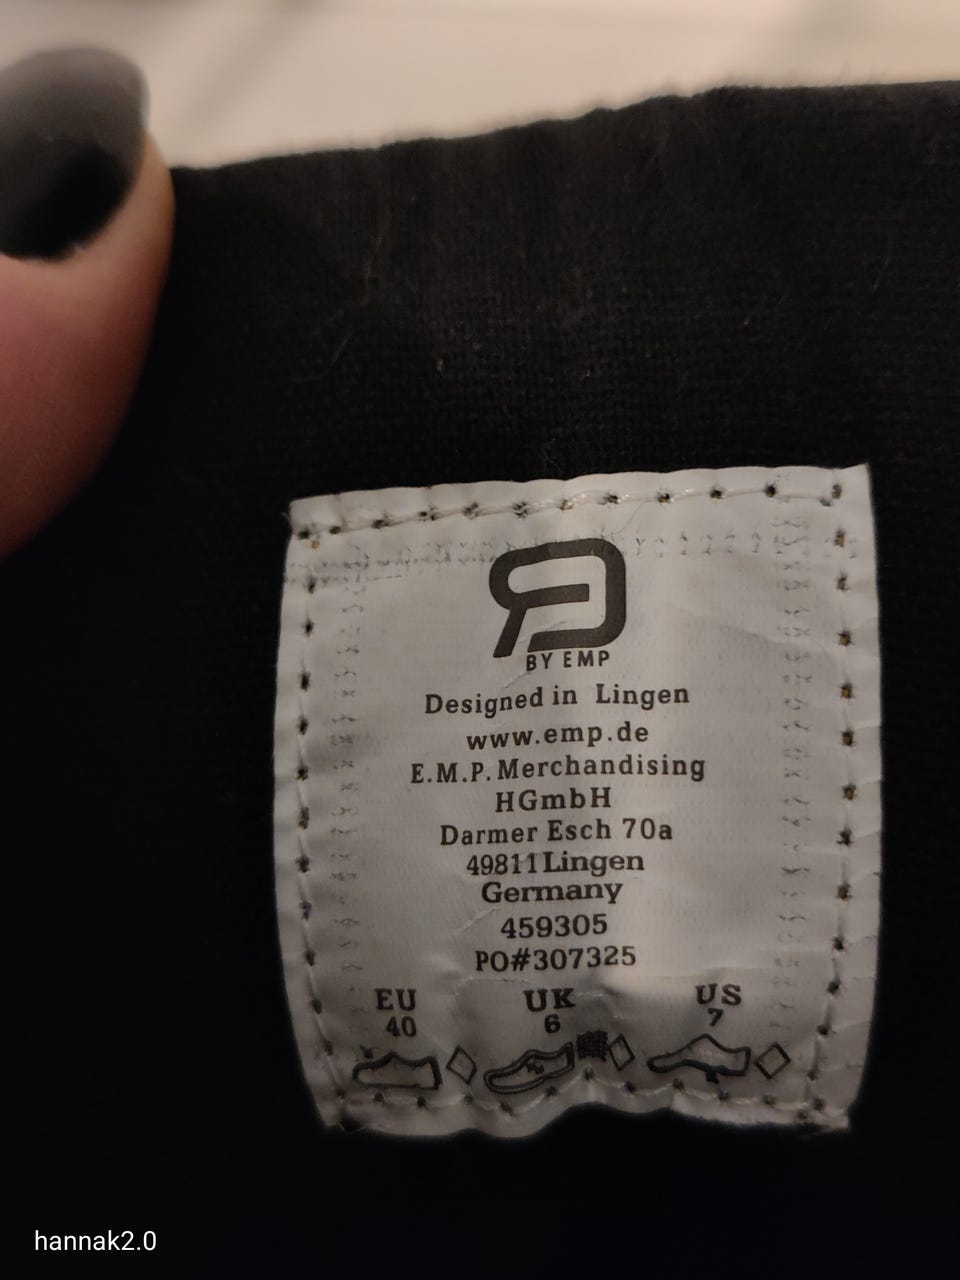 BY EMP
Designed in Lingen
www.emp.de
E.M.P. Merchandising
HGmbH
Darmer Esch 70a
49811 Lingen
Germany
459305
PO#307325
EU UK US
40 6 7
hannak2.0